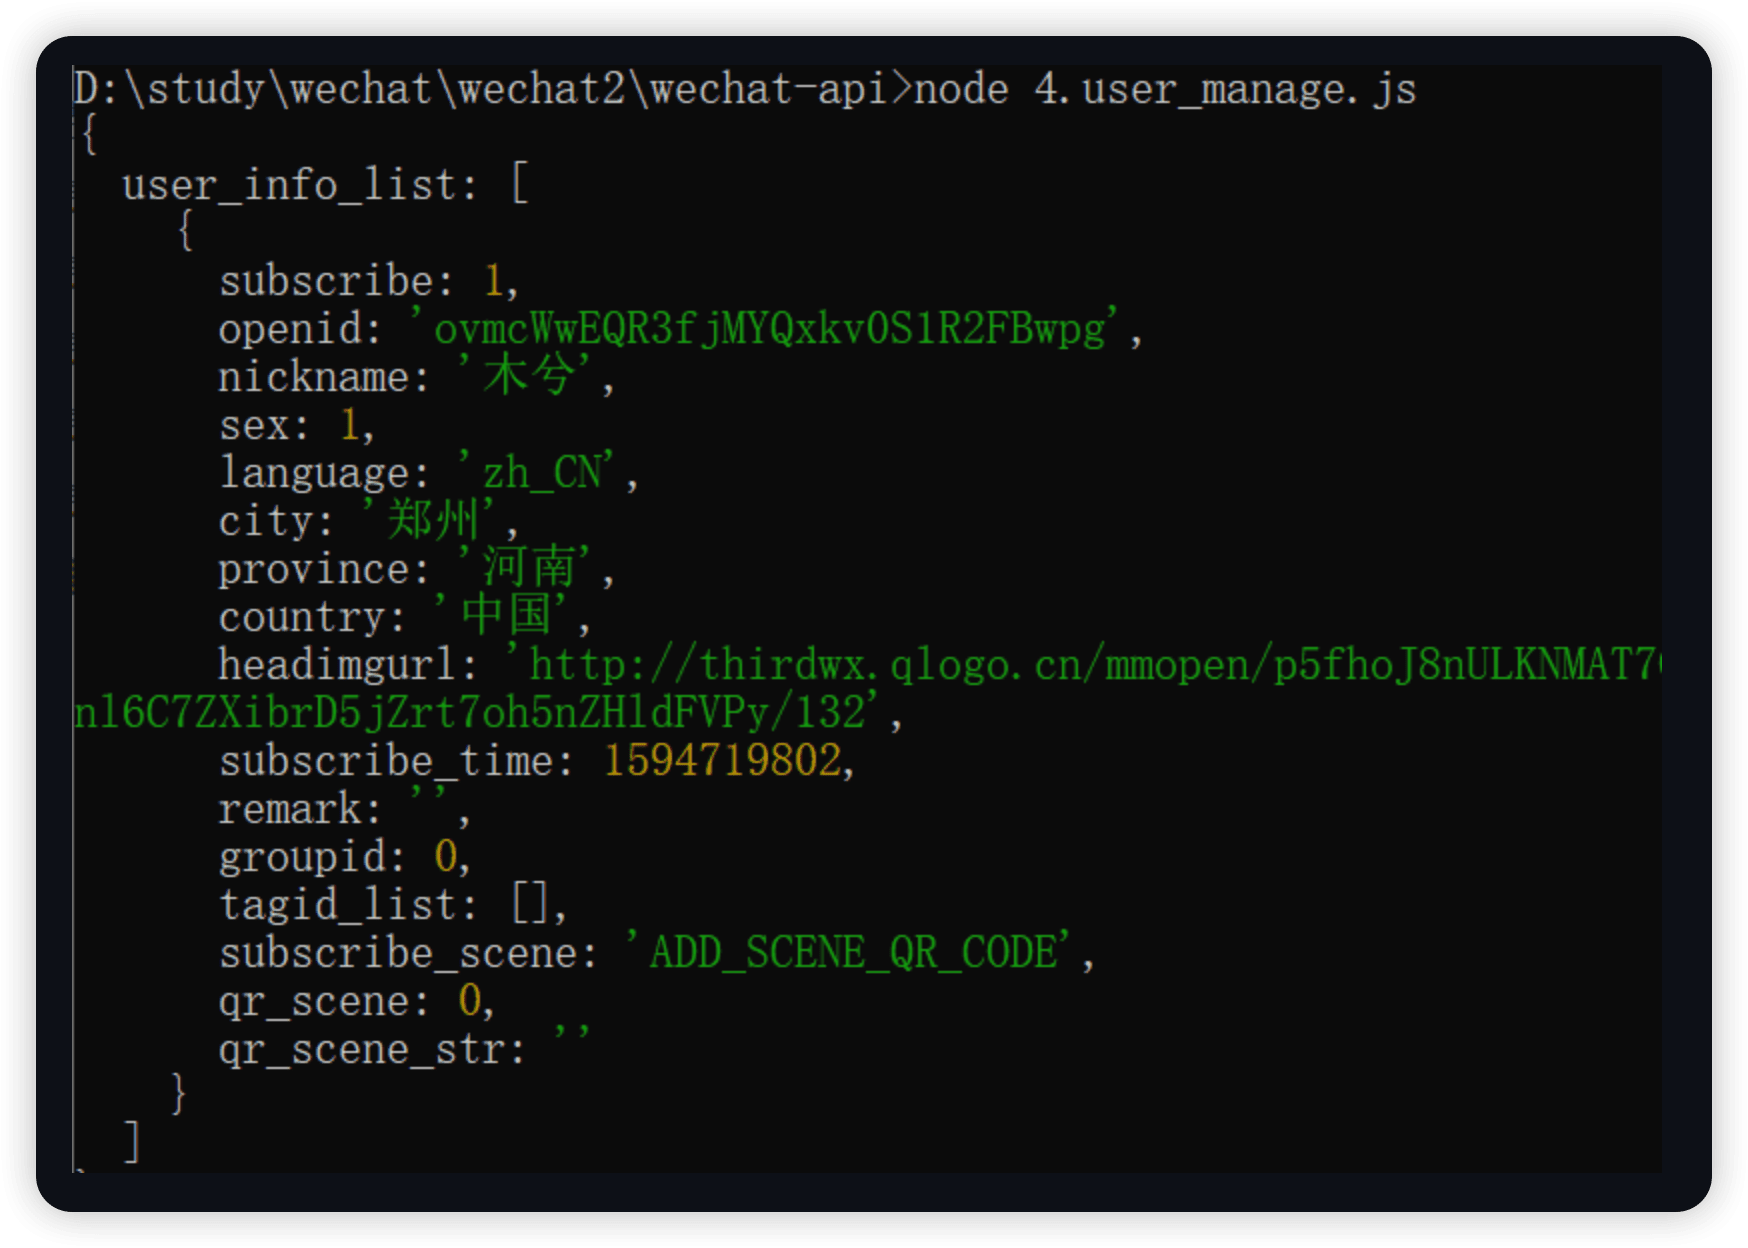 D:\study\wechat\wechat2\wechat-api>node 4.user_manage.js
{
  user_info_list: [
    {
      subscribe: 1,
      openid: 'ovmcWwEQR3fjMYQxkv0S1R2FBwpg',
      nickname: '木兮',
      sex: 1,
      language: 'zh_CN',
      city: '郑州',
      province: '河南',
      country: '中国',
      headimgurl: 'http://thirdwx.qlogo.cn/mmopen/p5fhoJ8nULKNMAT7
nl6C7ZXibrD5jZrt7oh5nZHldFVPy/132',
      subscribe_time: 1594719802,
      remark: '',
      groupid: 0,
      tagid_list: [],
      subscribe_scene: 'ADD_SCENE_QR_CODE',
      qr_scene: 0,
      qr_scene_str: ''
    }
  ]